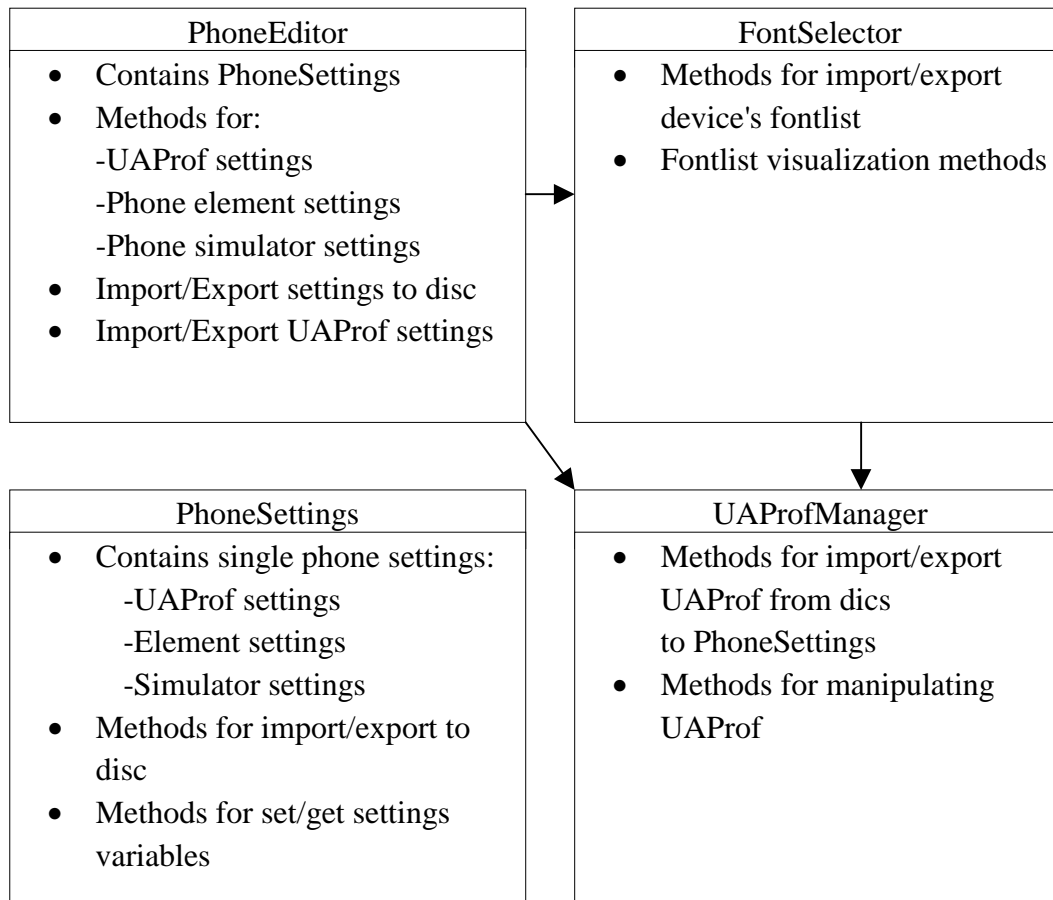 PhoneEditor
• Contains PhoneSettings
• Methods for:
-UAProf settings
-Phone element settings
-Phone simulator settings
• Import/Export settings to disc
• Import/Export UAProf settings
FontSelector
• Methods for import/export
device's fontlist
• Fontlist visualization methods
PhoneSettings
• Contains single phone settings:
-UAProf settings
-Element settings
-Simulator settings
• Methods for import/export to
disc
• Methods for set/get settings
variables
UAProfManager
• Methods for import/export
UAProf from dics
to PhoneSettings
• Methods for manipulating
UAProf